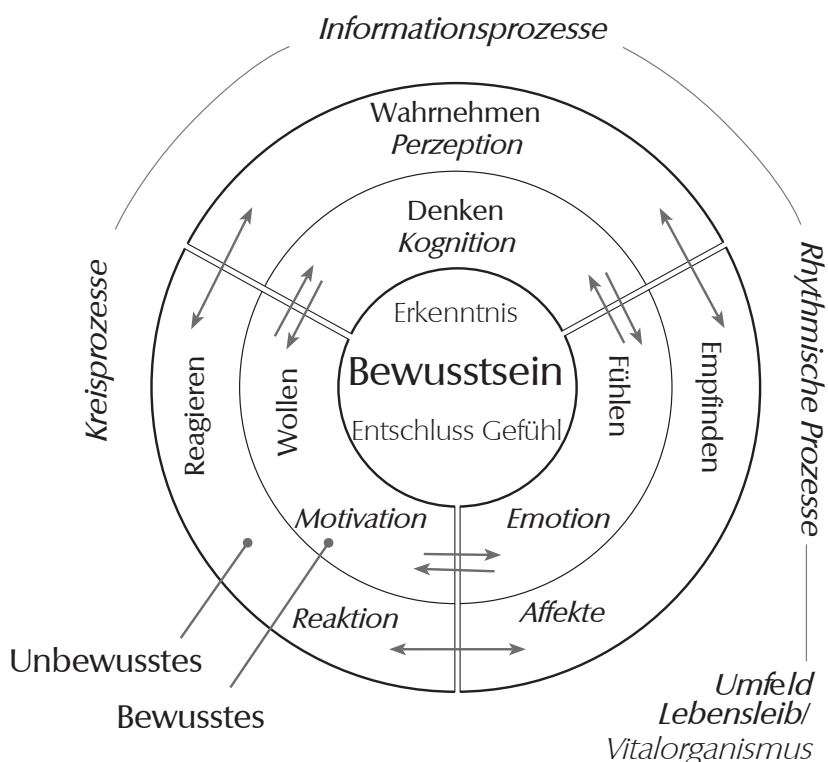 Informationsprozesse
Wahrnehmen
Perzeption
Denken
Kognition
Kreisprozesse
Rhythmische Prozesse
Erkenntnis
Bewusstsein
Entschluss Gefühl
Reagieren
Wollen
Fühlen
Empfinden
Motivation
Emotion
Reaktion
Affekte
Unbewusstes
Bewusstes
Umfeld
Lebensleib/
Vitalorganismus